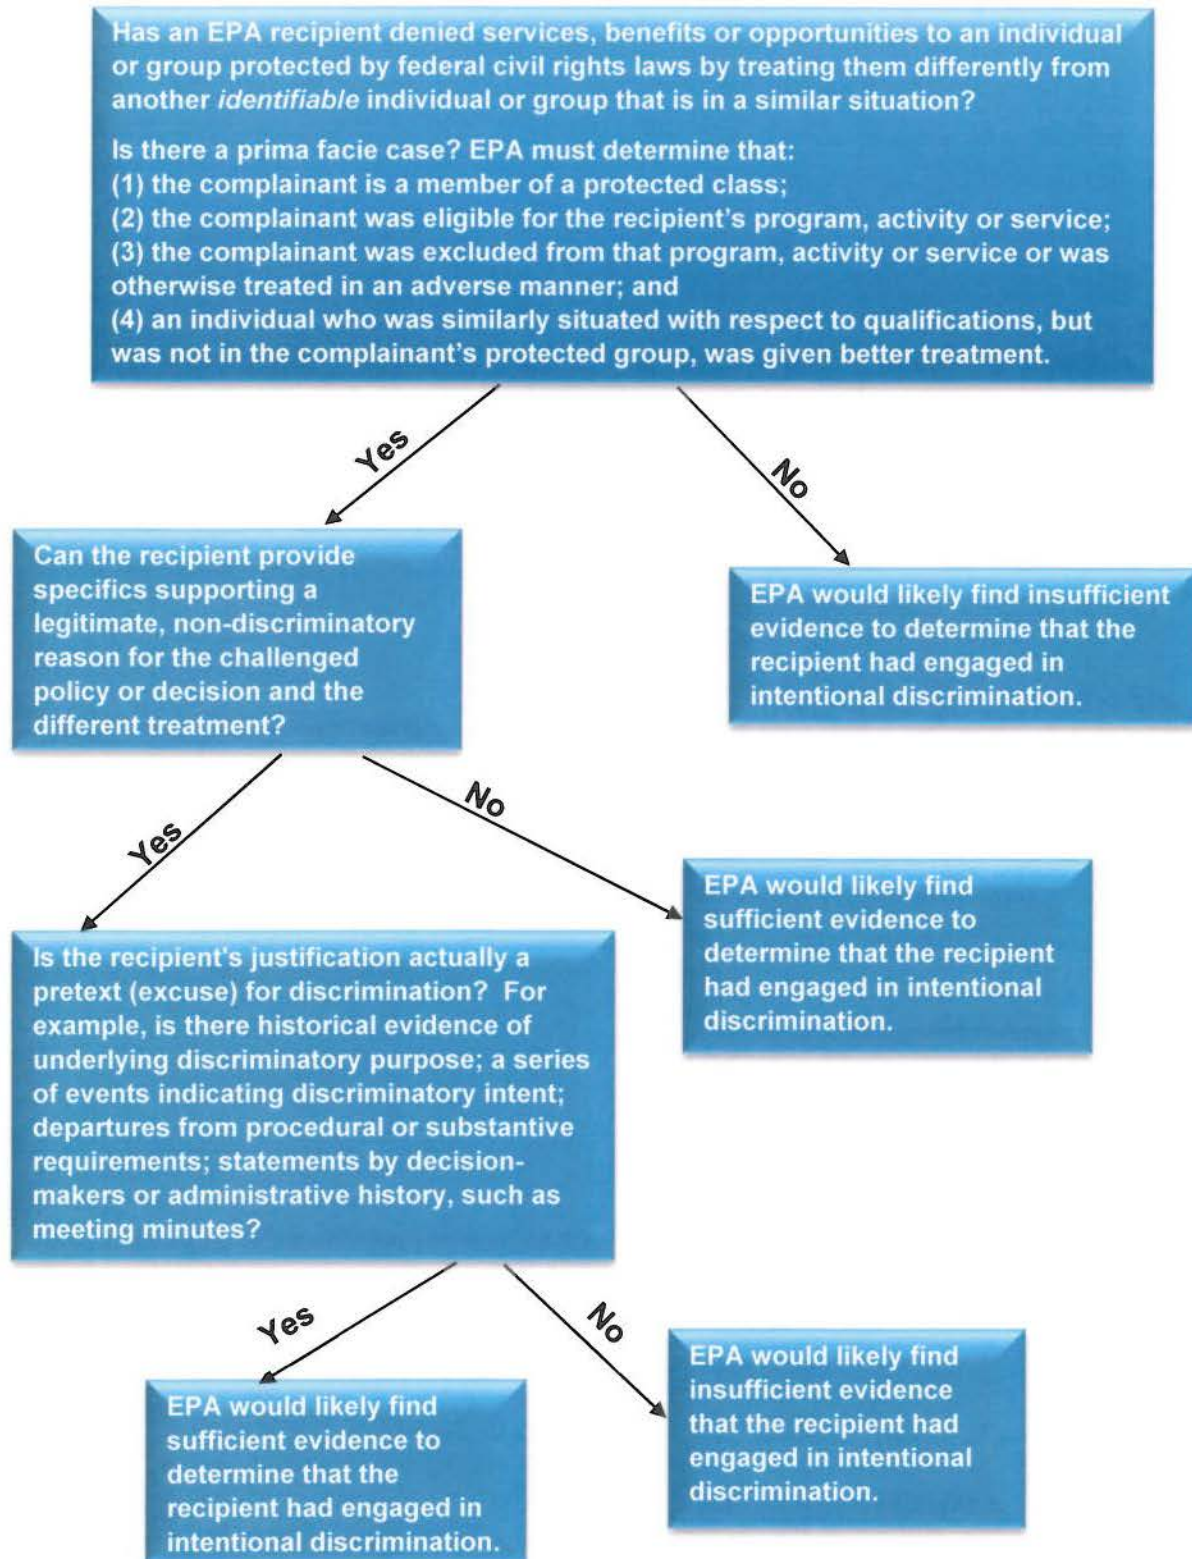 Has an EPA recipient denied services, benefits or opportunities to an individual
or group protected by federal civil rights laws by treating them differently from
another identifiable individual or group that is in a similar situation?
Is there a prima facie case? EPA must determine that:
(1) the complainant is a member of a protected class;
(2) the complainant was eligible for the recipient's program, activity or service;
(3) the complainant was excluded from that program, activity or service or was
otherwise treated in an adverse manner; and
(4) an individual who was similarly situated with respect to qualifications, but
was not in the complainant's protected group, was given better treatment.
Yes
No
Can the recipient provide
specifics supporting a
legitimate, non-discriminatory
reason for the challenged
policy or decision and the
different treatment?
EPA would likely find insufficient
evidence to determine that the
recipient had engaged in
intentional discrimination.
Yes
No
EPA would likely find
sufficient evidence to
determine that the recipient
had engaged in intentional
discrimination.
Is the recipient's justification actually a
pretext (excuse) for discrimination? For
example, is there historical evidence of
underlying discriminatory purpose; a series
of events indicating discriminatory intent;
departures from procedural or substantive
requirements; statements by decision-
makers or administrative history, such as
meeting minutes?
Yes
No
EPA would likely find
sufficient evidence to
determine that the
recipient had engaged in
intentional discrimination.
EPA would likely find
insufficient evidence
that the recipient had
engaged in intentional
discrimination.